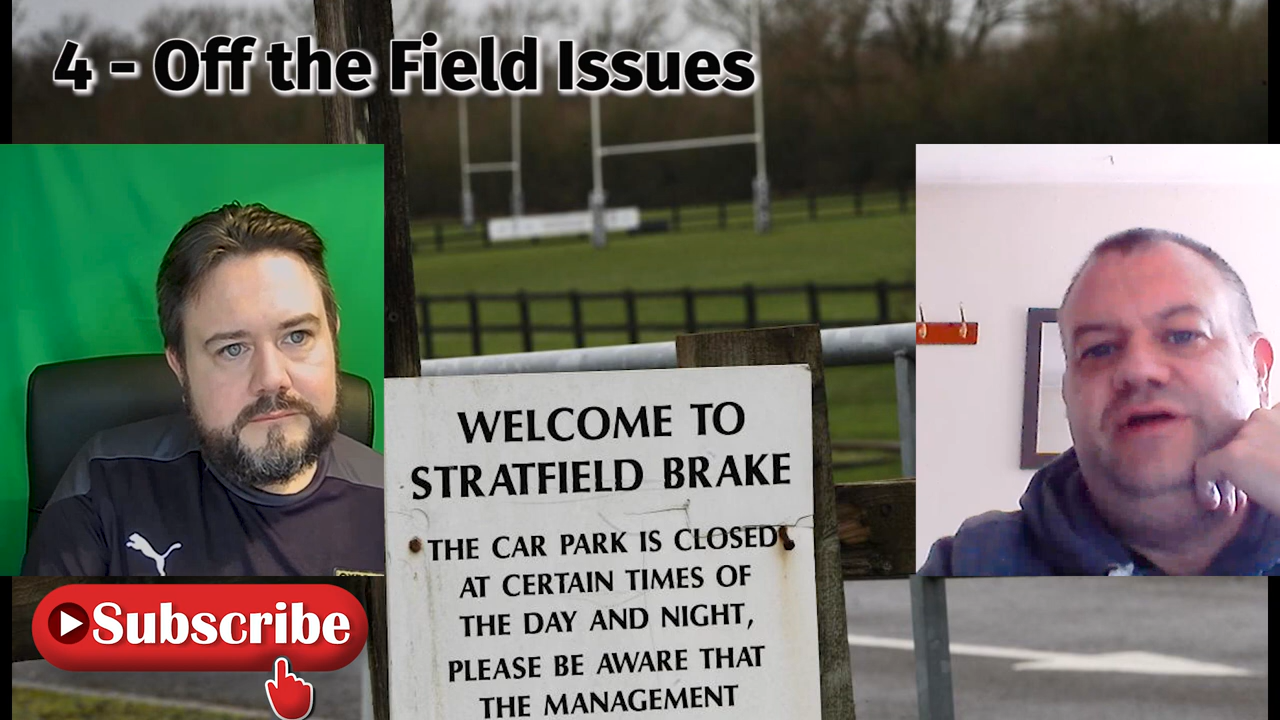 4 - Off the Field Issues
WELCOME TO
STRATFIELD BRAKE
THE CAR PARK IS CLOSED
AT CERTAIN TIMES OF
THE DAY AND NIGHT,
PLEASE BE AWARE THAT
THE MANAGEMENT
Subscribe